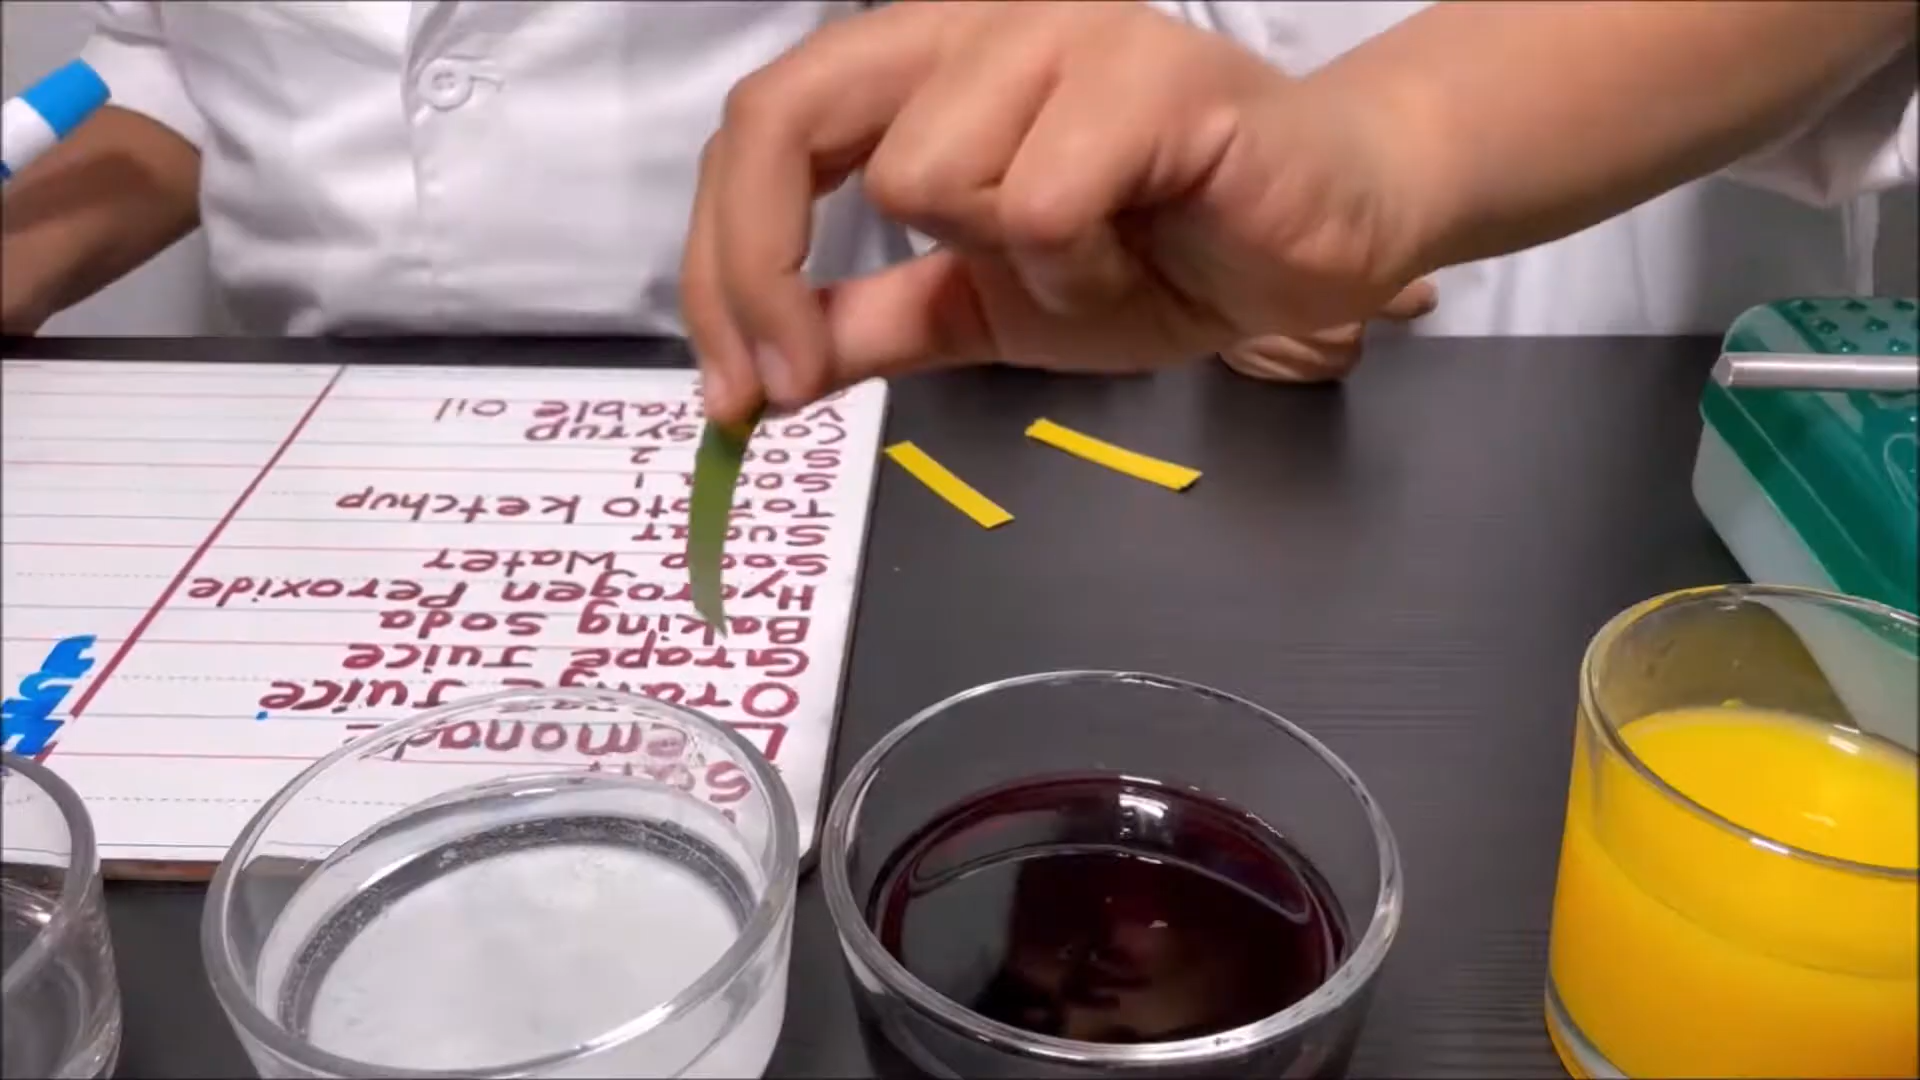 Lemonade
Orange Juice
Grape Juice
Baking Soda
Hydrogen Peroxide
Soap Water
Sugar
Tomato ketchup
Soda 1
Soda 2
Corn syrup
Vegetable oil